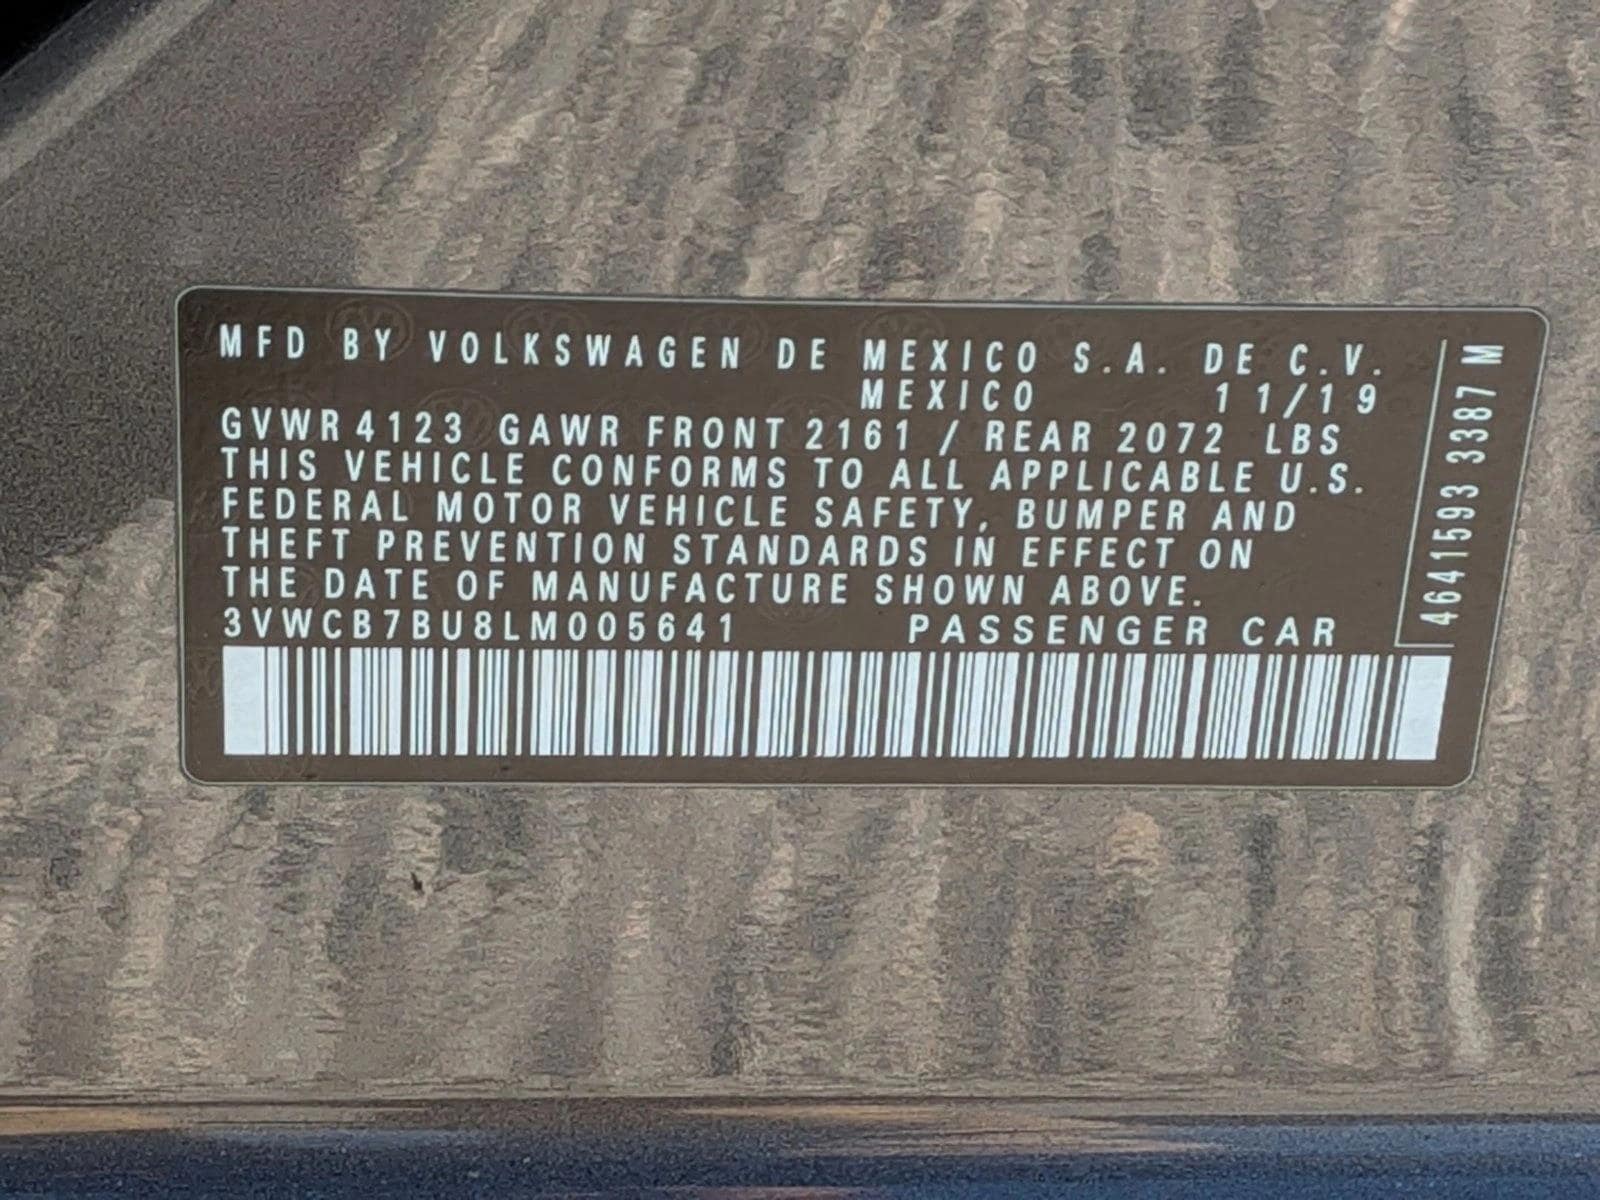 MFD BY VOLKSWAGEN DE MEXICO S.A. DE C.V.
MEXICO 11/19
GVWR 4123 GAWR FRONT 2161 / REAR 2072 LBS
THIS VEHICLE CONFORMS TO ALL APPLICABLE U.S.
FEDERAL MOTOR VEHICLE SAFETY, BUMPER AND
THEFT PREVENTION STANDARDS IN EFFECT ON
THE DATE OF MANUFACTURE SHOWN ABOVE.
3VWCB7BU8LM005641 PASSENGER CAR
4641593 3387 M